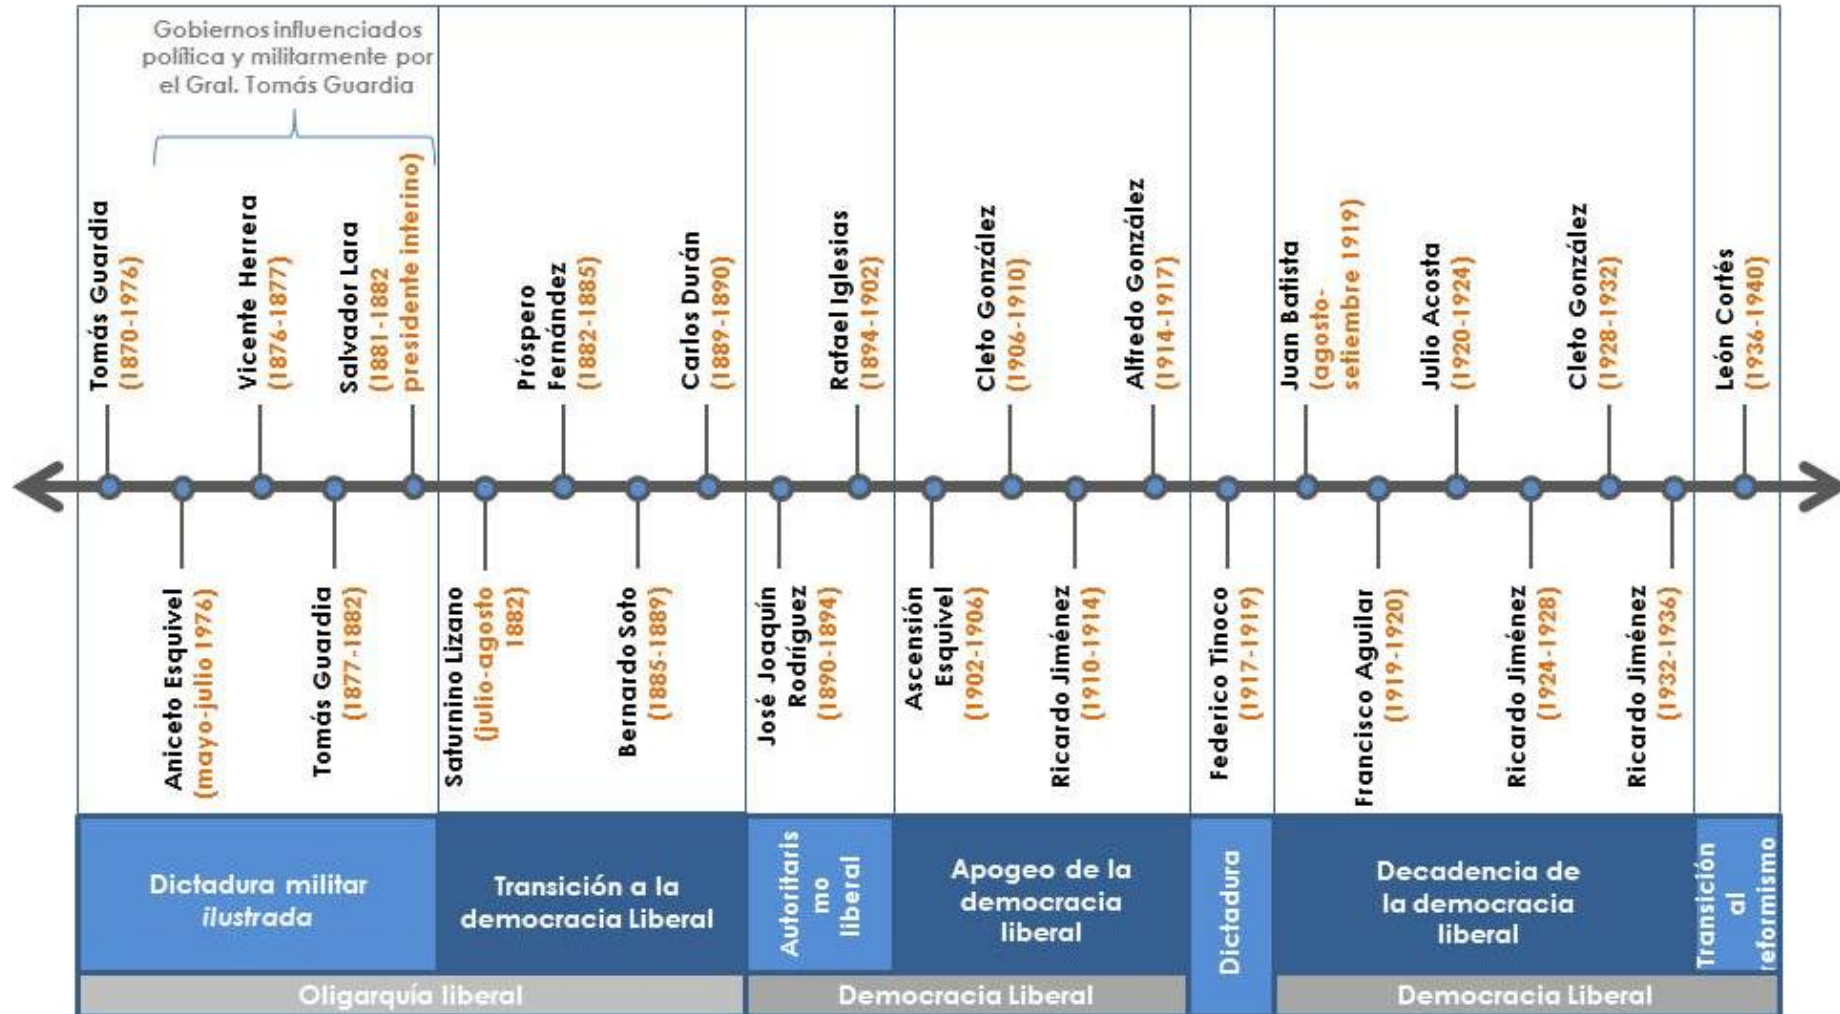 Gobiernos influenciados
política y militarmente por
el Gral. Tomás Guardia
Tomás Guardia
(1870-1976)
Vicente Herrera
(1876-1877)
Salvador Lara
(1881-1882
presidente interino)
Próspero
Fernández
(1882-1885)
Carlos Durán
(1889-1890)
Rafael Iglesias
(1894-1902)
Cleto González
(1906-1910)
Alfredo González
(1914-1917)
Juan Batista
(agosto-
setiembre 1919)
Julio Acosta
(1920-1924)
Cleto González
(1928-1932)
León Cortés
(1936-1940)
Aniceto Esquivel
(mayo-julio 1976)
Tomás Guardia
(1877-1882)
Saturnino Lizano
(julio-agosto
1882)
Bernardo Soto
(1885-1889)
José Joaquín
Rodríguez
(1890-1894)
Ascensión
Esquivel
(1902-1906)
Ricardo Jiménez
(1910-1914)
Federico Tinoco
(1917-1919)
Francisco Aguilar
(1919-1920)
Ricardo Jiménez
(1924-1928)
Ricardo Jiménez
(1932-1936)
Dictadura militar
ilustrada
Transición a la
democracia Liberal
Autoritaris
mo
liberal
Apogeo de la
democracia
liberal
Dictadura
Decadencia de
la democracia
liberal
Transición
al
reformismo
Oligarquía liberal
Democracia Liberal
Democracia Liberal